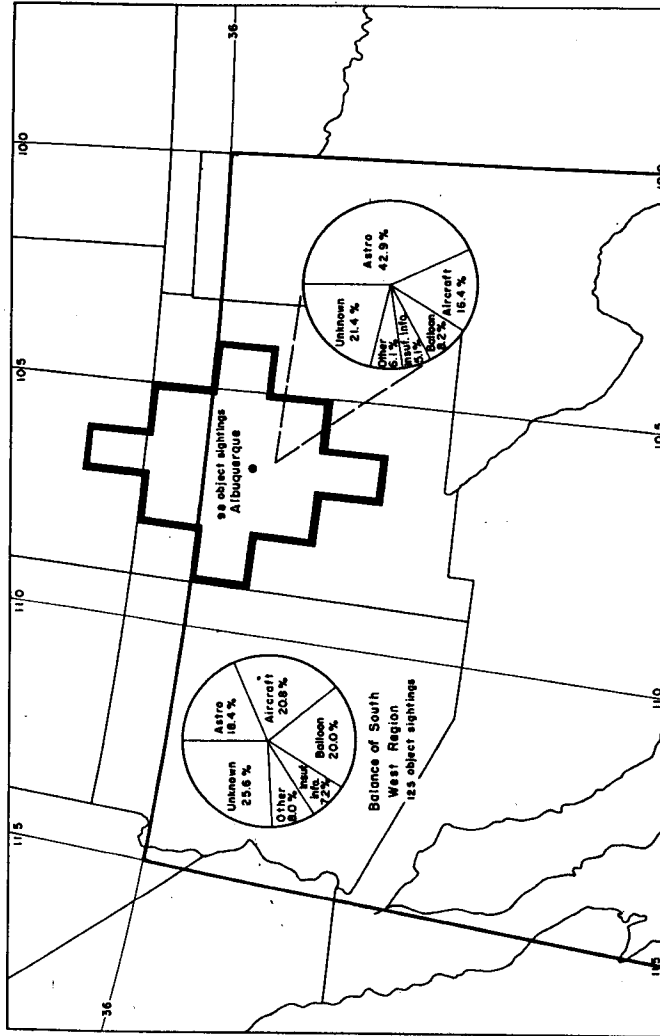 115
110
105
100
36
36
Astro
18.4%
Aircraft
20.8%
Balloon
20.0%
Insuf.
info.
7.2%
Other
8.0%
Unknown
25.6%
Balance of South
West Region
125 object sightings
98 object sightings
Albuquerque
Astro
42.9%
Aircraft
16.4%
Balloon
8.2%
Insuf. info.
5.1%
Other
6.1%
Unknown
21.4%
115
110
105
100